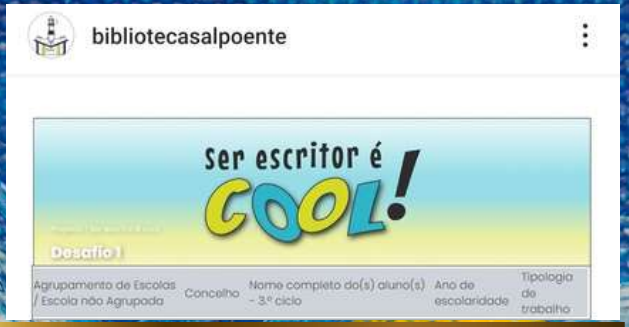 bibliotecasalpoente
ser escritor é
COOL!
Desafio 1
Agrupamento de Escolas
/ Escola não Agrupada
Concelho
Nome completo do(s) aluno(s)
- 3.º ciclo
Ano de
escolaridade
Tipologia
de
trabalho